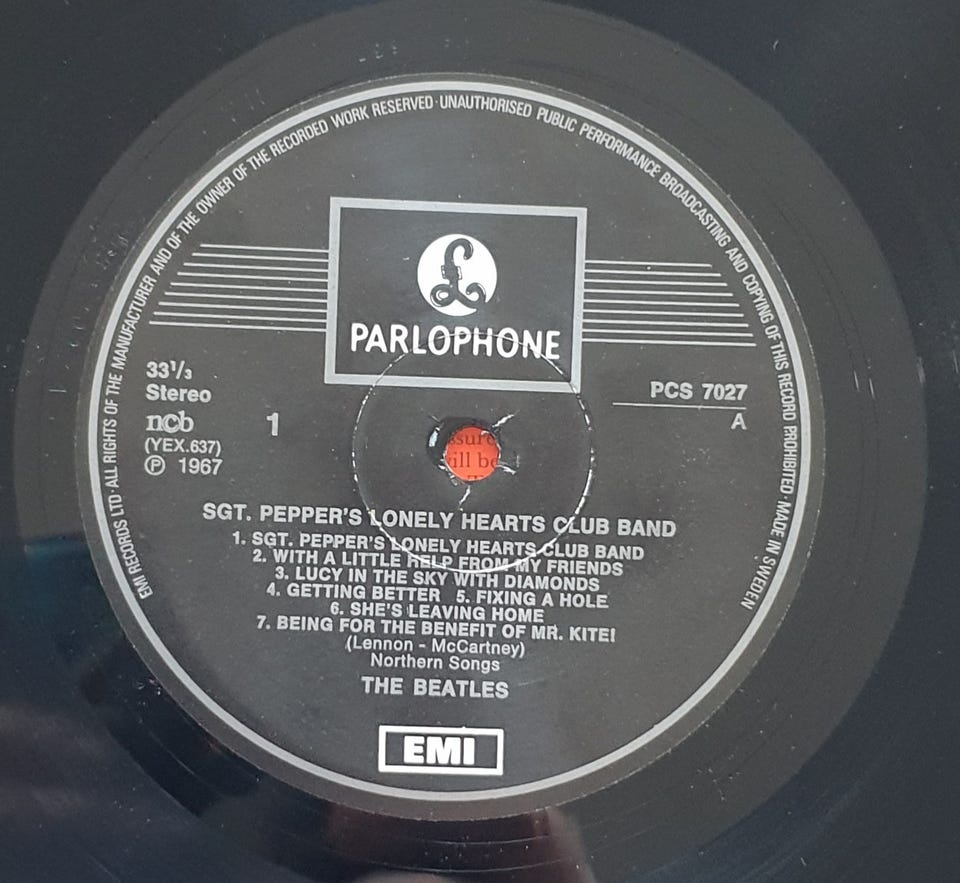 EMI RECORDS LTD · ALL RIGHTS OF THE MANUFACTURER AND OF THE OWNER OF THE RECORDED WORK RESERVED · UNAUTHORISED PUBLIC PERFORMANCE BROADCASTING AND COPYING OF THIS RECORD PROHIBITED · MADE IN SWEDEN
£
PARLOPHONE
33 1/3
Stereo
ncb
(YEX.637)
℗ 1967
1
PCS 7027
A
ill be
SGT. PEPPER'S LONELY HEARTS CLUB BAND
1. SGT. PEPPER'S LONELY HEARTS CLUB BAND
2. WITH A LITTLE HELP FROM MY FRIENDS
3. LUCY IN THE SKY WITH DIAMONDS
4. GETTING BETTER 5. FIXING A HOLE
6. SHE'S LEAVING HOME
7. BEING FOR THE BENEFIT OF MR. KITE!
(Lennon - McCartney)
Northern Songs
THE BEATLES
EMI